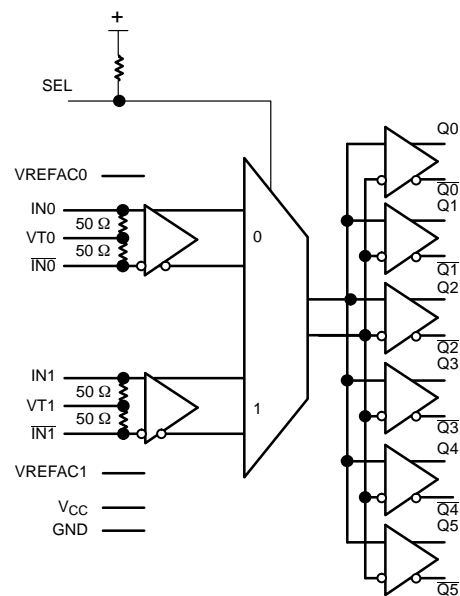 +
SEL
Q0
VREFAC0
Q0
IN0
Q1
50 Ω
VT0
0
50 Ω
IN0
Q1
Q2
Q2
Q3
IN1
50 Ω
VT1
1
50 Ω
IN1
Q3
Q4
VREFAC1
VCC
Q4
GND
Q5
Q5